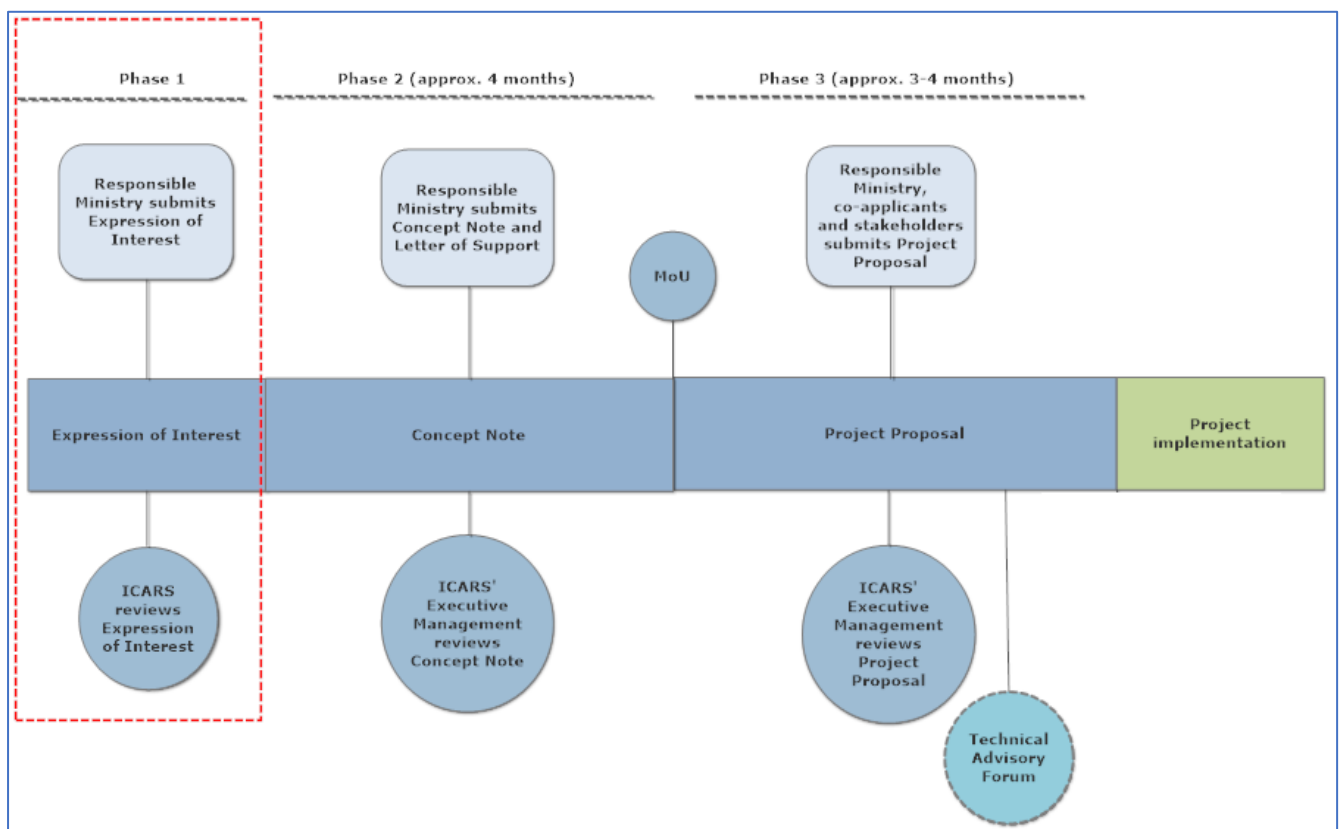 Phase 1
Phase 2 (approx. 4 months)
Phase 3 (approx. 3-4 months)
Responsible
Ministry submits
Expression of
Interest
Responsible
Ministry submits
Concept Note and
Letter of Support
MoU
Responsible
Ministry,
co-applicants
and stakeholders
submits Project
Proposal
Expression of Interest
Concept Note
Project Proposal
Project
implementation
ICARS
reviews
Expression
of Interest
ICARS'
Executive
Management
reviews
Concept Note
ICARS'
Executive
Management
reviews
Project
Proposal
Technical
Advisory
Forum